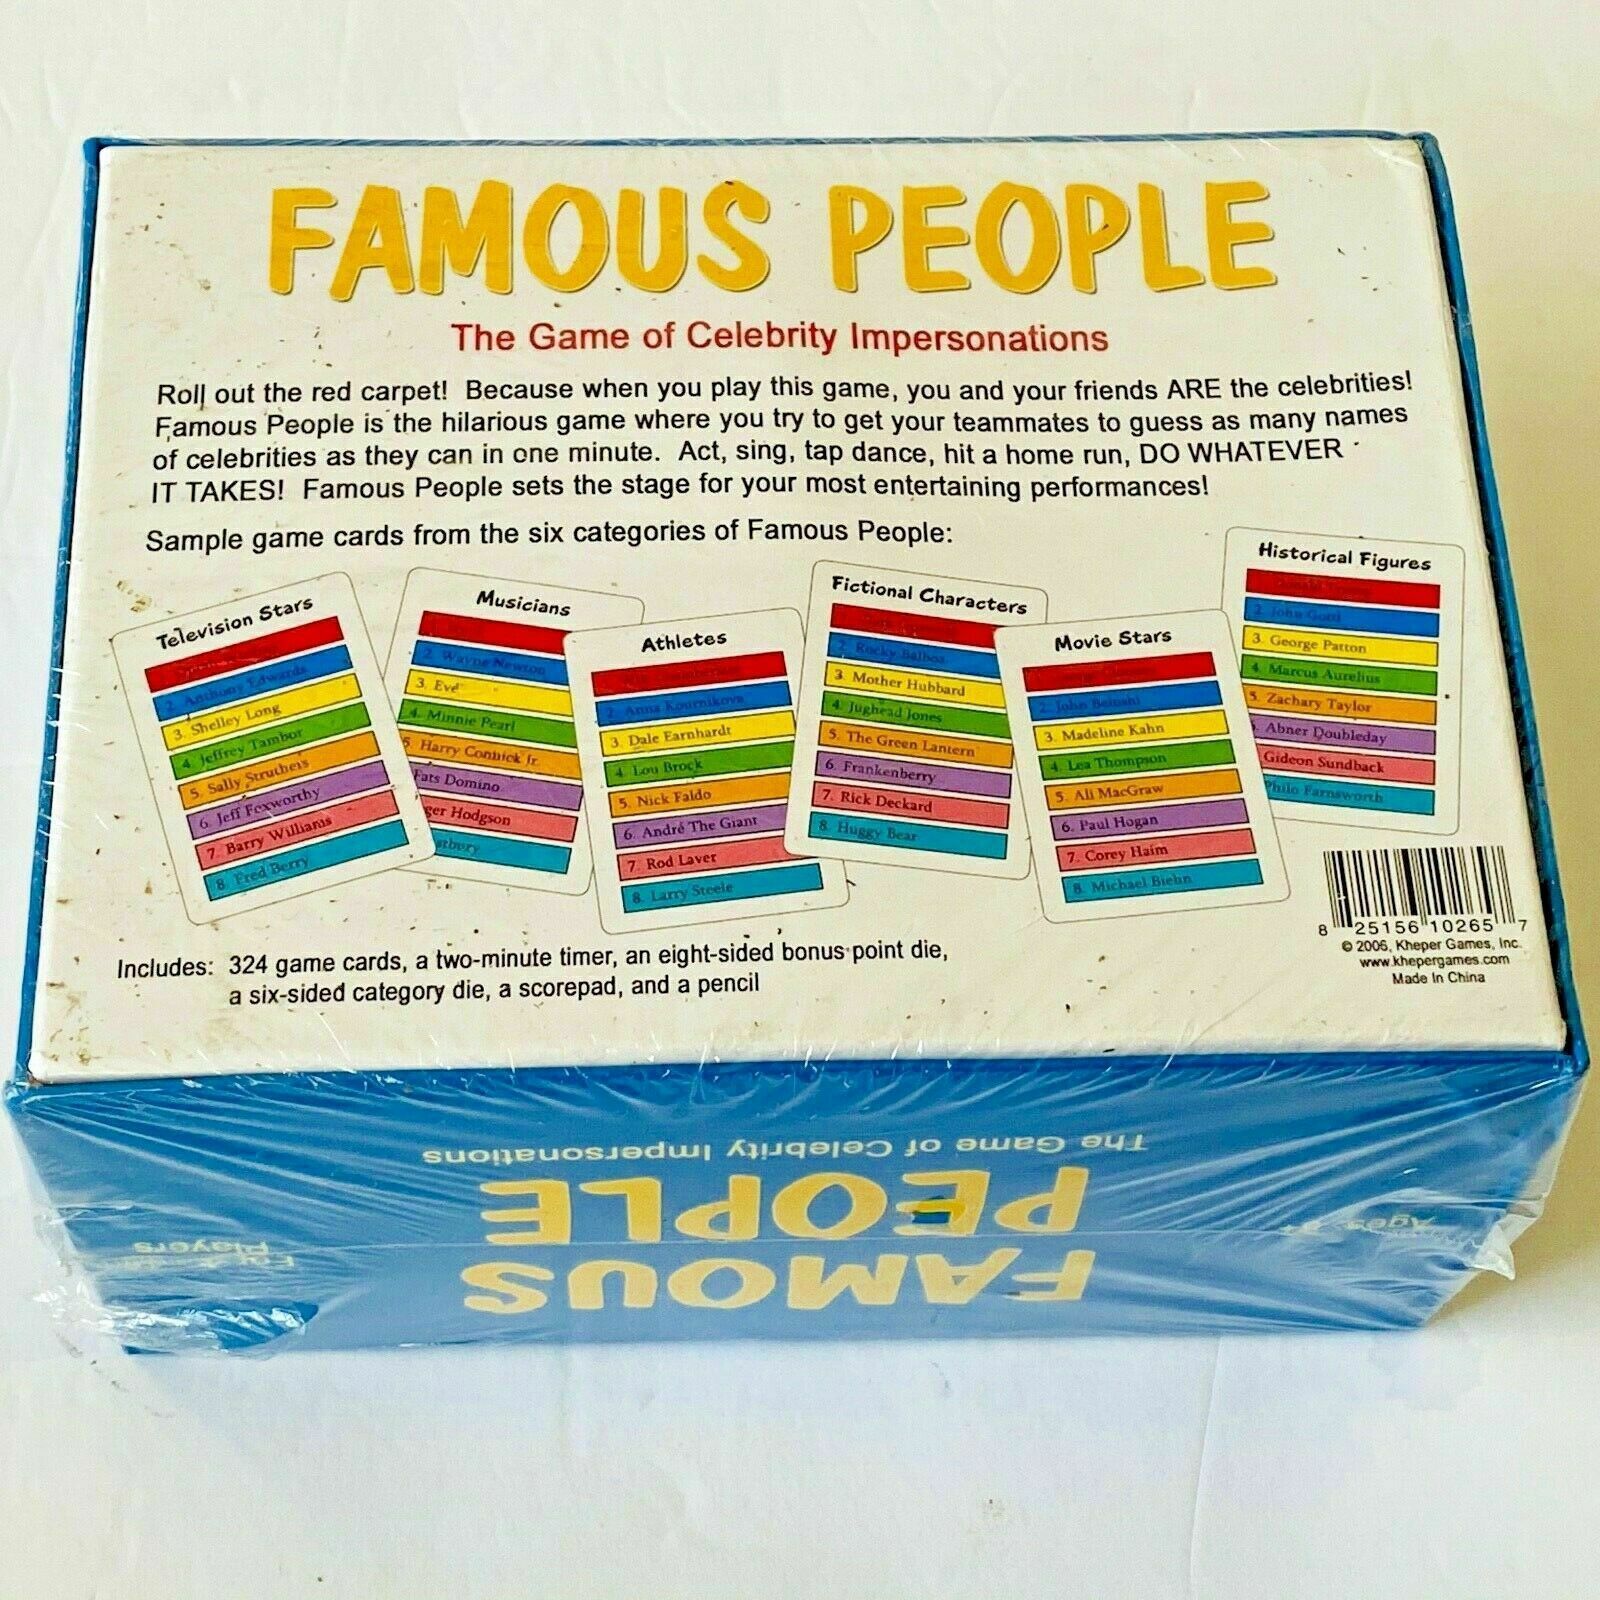 FAMOUS PEOPLE
The Game of Celebrity Impersonations
Roll out the red carpet! Because when you play this game, you and your friends ARE the celebrities!
Famous People is the hilarious game where you try to get your teammates to guess as many names
of celebrities as they can in one minute. Act, sing, tap dance, hit a home run, DO WHATEVER
IT TAKES! Famous People sets the stage for your most entertaining performances!
Sample game cards from the six categories of Famous People:
Television Stars
2. Anthony Edwards
3. Shelley Long
4. Jeffrey Tambor
5. Sally Struthers
6. Jeff Foxworthy
7. Barry Williams
8. Fred Berry
Musicians
2. Wayne Newton
3. Eve
4. Minnie Pearl
5. Harry Connick Jr.
Fats Domino
ger Hodgson
Athletes
2. Anna Kournikova
3. Dale Earnhardt
4. Lou Brock
5. Nick Faldo
6. André The Giant
7. Rod Laver
8. Larry Steele
Fictional Characters
2. Rocky Balboa
3. Mother Hubbard
4. Jughead Jones
5. The Green Lantern
6. Frankenberry
7. Rick Deckard
8. Huggy Bear
Movie Stars
2. John Belushi
3. Madeline Kahn
4. Lea Thompson
5. Ali MacGraw
6. Paul Hogan
7. Corey Haim
8. Michael Biehn
Historical Figures
2. John Gotti
3. George Patton
4. Marcus Aurelius
5. Zachary Taylor
Abner Doubleday
Gideon Sundback
Philo Farnsworth
Includes: 324 game cards, a two-minute timer, an eight-sided bonus point die,
a six-sided category die, a scorepad, and a pencil
8 25156 10265 7
© 2006, Kheper Games, Inc.
www.khepergames.com
Made In China
The Game of Celebrity Impersonations
FAMOUS
PEOPLE
Players
Ages